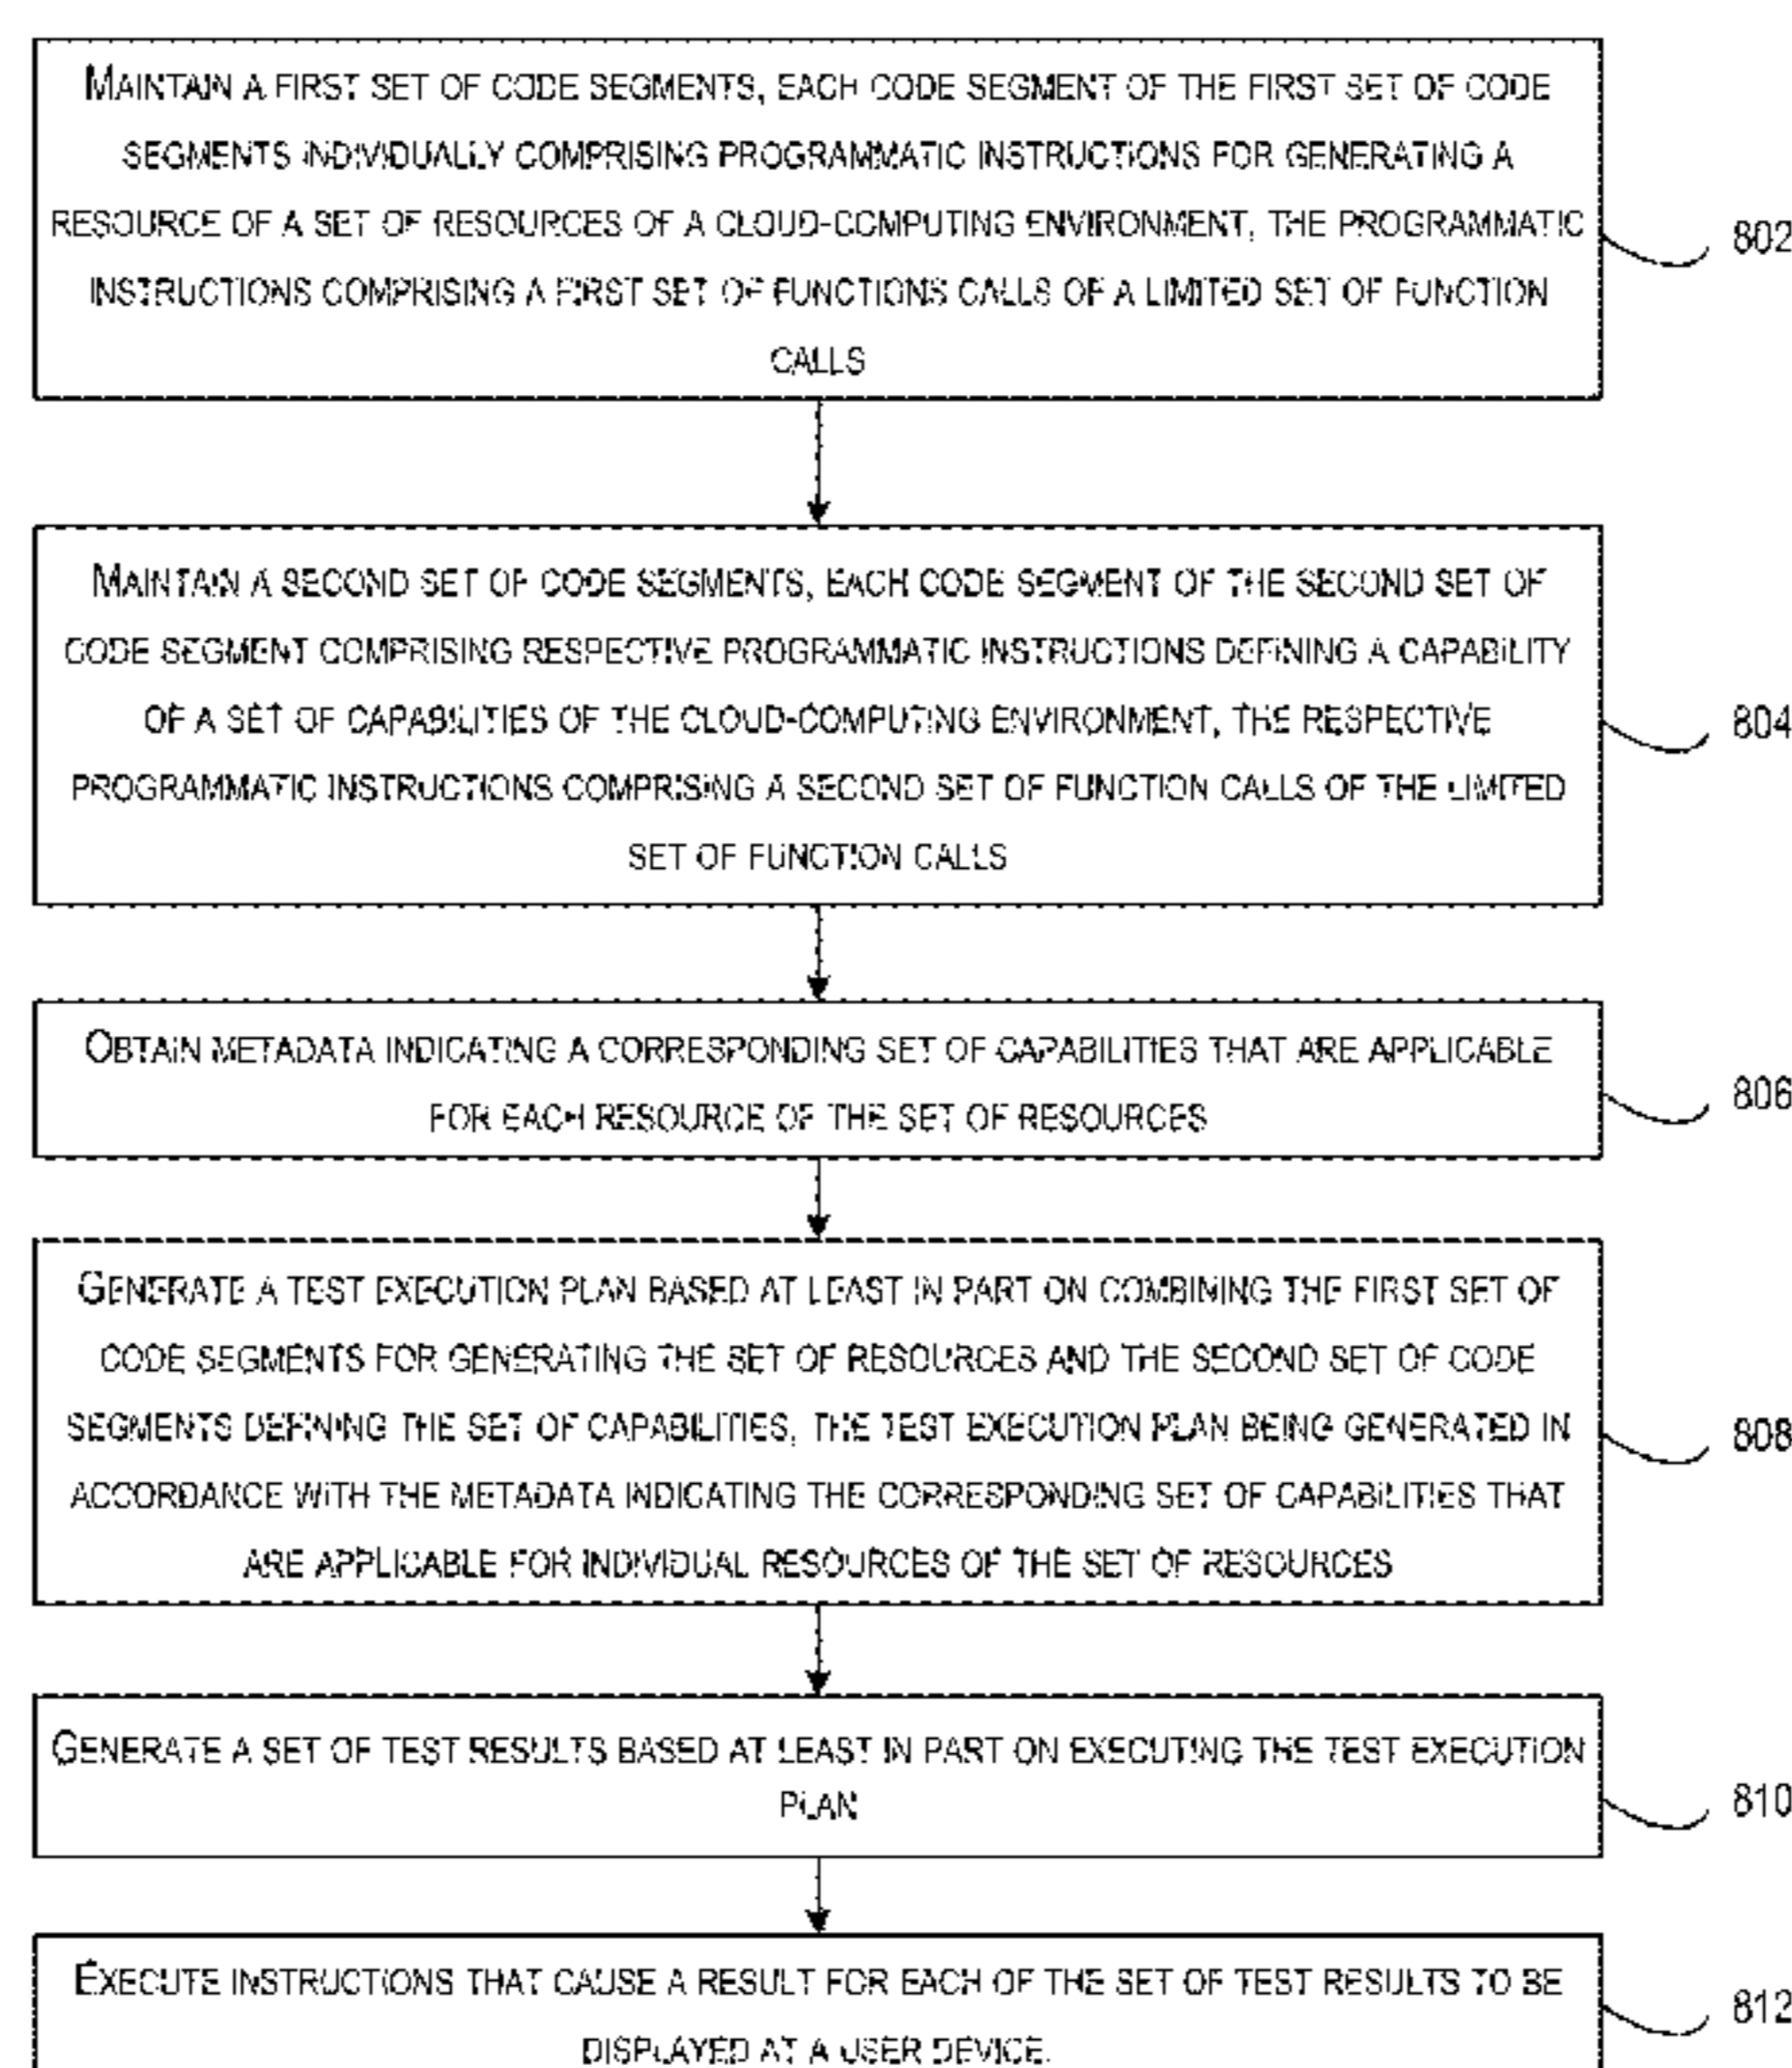 MAINTAIN A FIRST SET OF CODE SEGMENTS, EACH CODE SEGMENT OF THE FIRST SET OF CODE
SEGMENTS INDIVIDUALLY COMPRISING PROGRAMMATIC INSTRUCTIONS FOR GENERATING A
RESOURCE OF A SET OF RESOURCES OF A CLOUD-COMPUTING ENVIRONMENT, THE PROGRAMMATIC
INSTRUCTIONS COMPRISING A FIRST SET OF FUNCTIONS CALLS OF A LIMITED SET OF FUNCTION
CALLS
802
MAINTAIN A SECOND SET OF CODE SEGMENTS, EACH CODE SEGMENT OF THE SECOND SET OF
CODE SEGMENT COMPRISING RESPECTIVE PROGRAMMATIC INSTRUCTIONS DEFINING A CAPABILITY
OF A SET OF CAPABILITIES OF THE CLOUD-COMPUTING ENVIRONMENT, THE RESPECTIVE
PROGRAMMATIC INSTRUCTIONS COMPRISING A SECOND SET OF FUNCTION CALLS OF THE LIMITED
SET OF FUNCTION CALLS
804
OBTAIN METADATA INDICATING A CORRESPONDING SET OF CAPABILITIES THAT ARE APPLICABLE
FOR EACH RESOURCE OF THE SET OF RESOURCES
806
GENERATE A TEST EXECUTION PLAN BASED AT LEAST IN PART ON COMBINING THE FIRST SET OF
CODE SEGMENTS FOR GENERATING THE SET OF RESOURCES AND THE SECOND SET OF CODE
SEGMENTS DEFINING THE SET OF CAPABILITIES, THE TEST EXECUTION PLAN BEING GENERATED IN
ACCORDANCE WITH THE METADATA INDICATING THE CORRESPONDING SET OF CAPABILITIES THAT
ARE APPLICABLE FOR INDIVIDUAL RESOURCES OF THE SET OF RESOURCES
808
GENERATE A SET OF TEST RESULTS BASED AT LEAST IN PART ON EXECUTING THE TEST EXECUTION
PLAN
810
EXECUTE INSTRUCTIONS THAT CAUSE A RESULT FOR EACH OF THE SET OF TEST RESULTS TO BE
DISPLAYED AT A USER DEVICE.
812